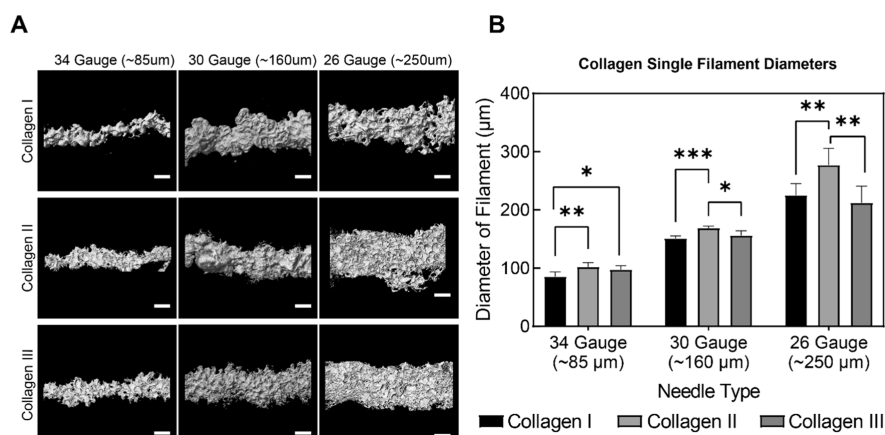 A
34 Gauge (~85um) 30 Gauge (~160um) 26 Gauge (~250um)
Collagen I
Collagen II
Collagen III
B
Collagen Single Filament Diameters
Diameter of Filament (µm)
400
300
200
100
0
** * *** * ** **
34 Gauge 30 Gauge 26 Gauge
(~85 µm) (~160 µm) (~250 µm)
Needle Type
Collagen I Collagen II Collagen III